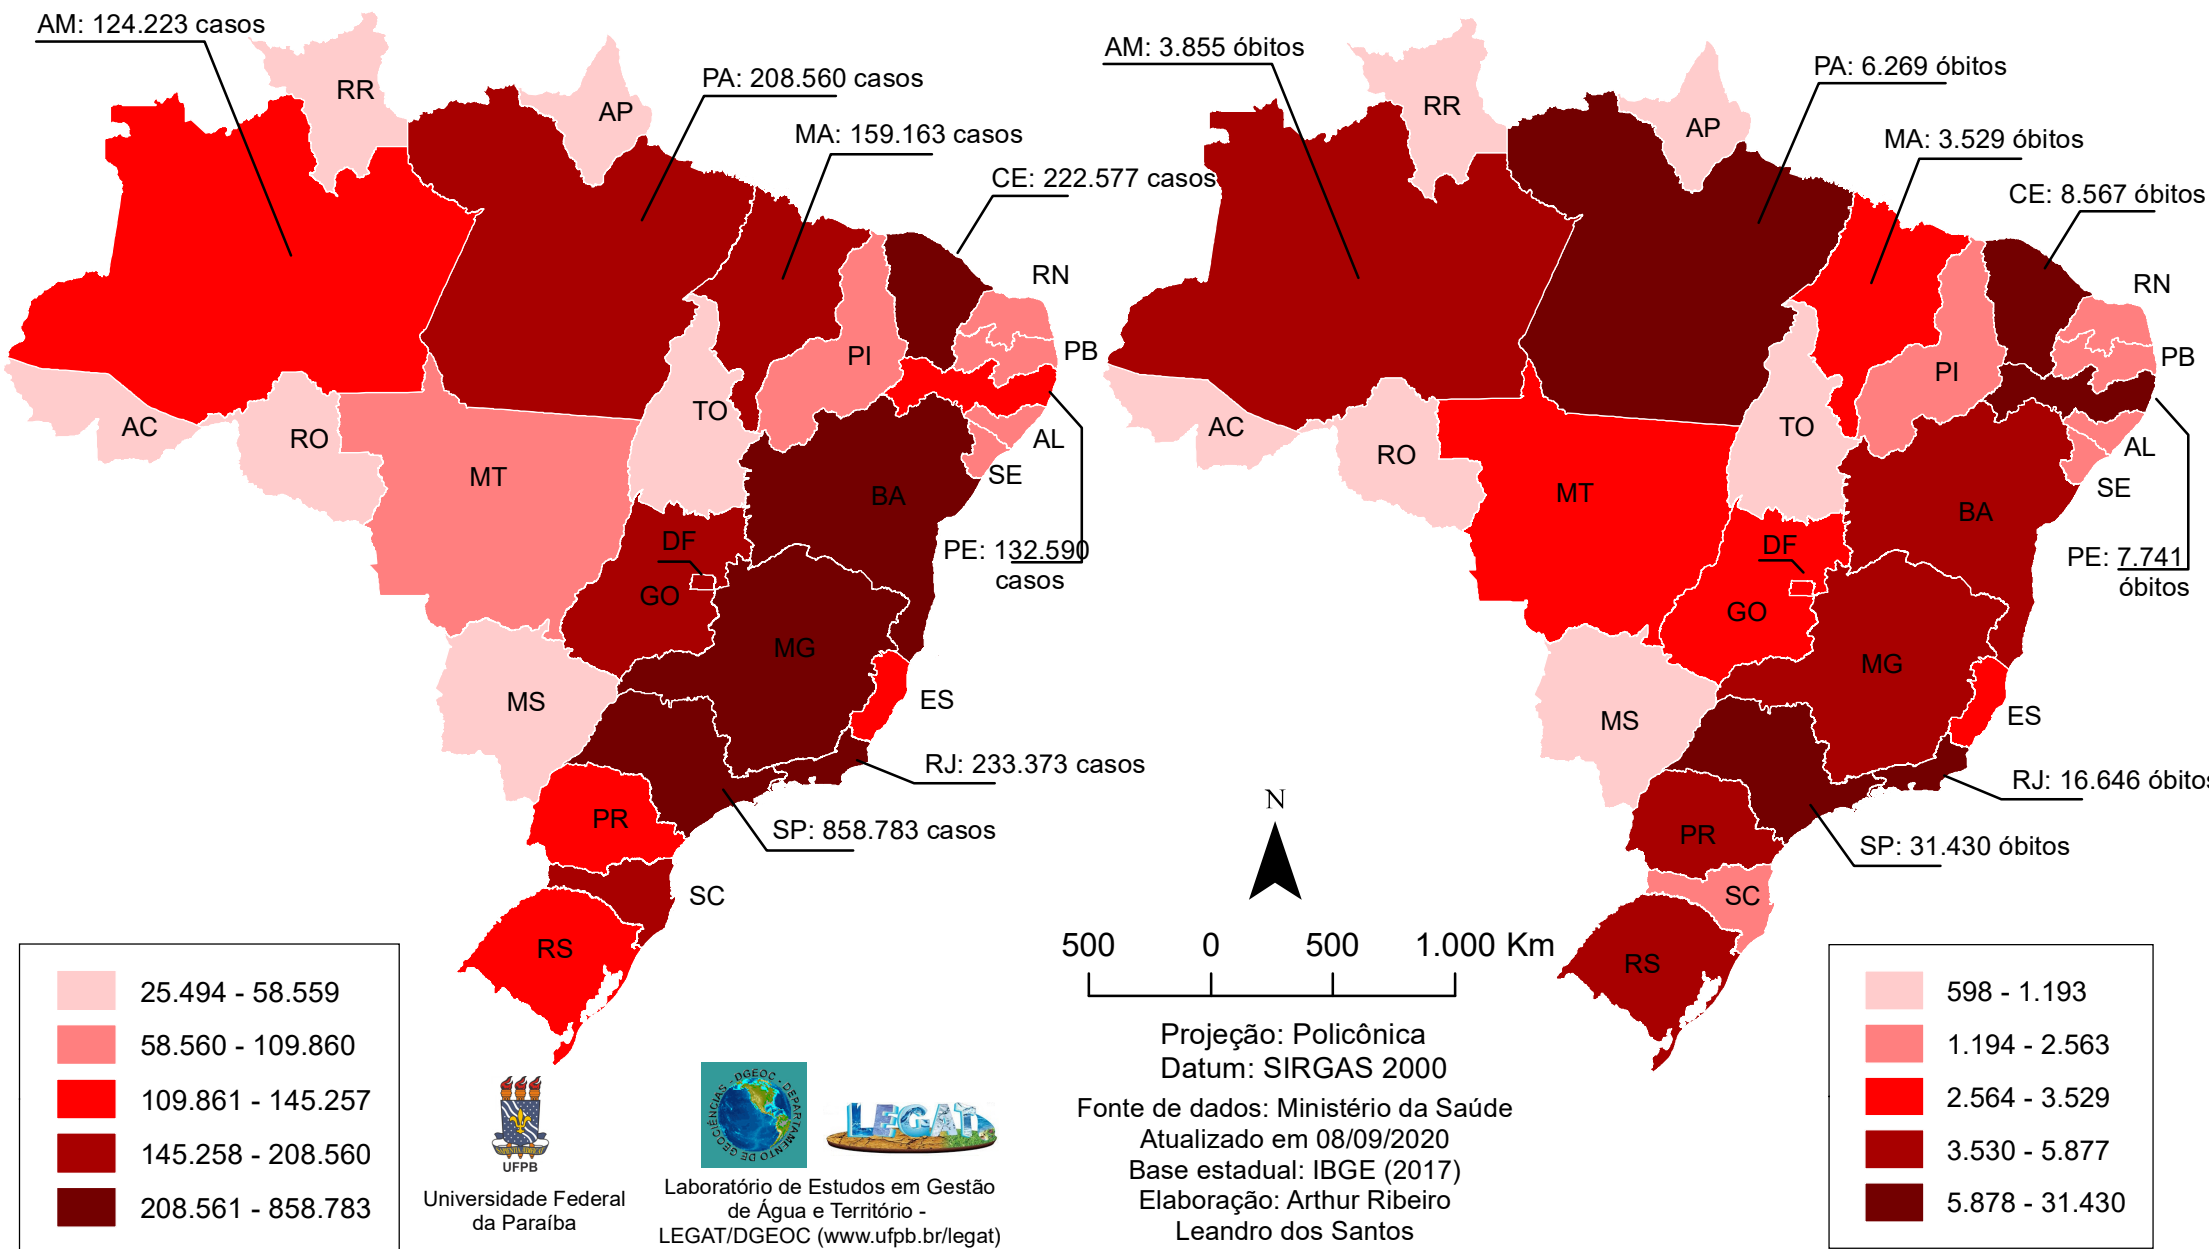 AM: 124.223 casos
RR
AP
PA: 208.560 casos
MA: 159.163 casos
CE: 222.577 casos
RN
PB
PI
TO
AC
RO
AL
SE
MT
BA
DF
PE: 132.590
casos
GO
MG
MS
ES
RJ: 233.373 casos
PR
SP: 858.783 casos
SC
RS
25.494 - 58.559
58.560 - 109.860
109.861 - 145.257
145.258 - 208.560
208.561 - 858.783
AM: 3.855 óbitos
RR
AP
PA: 6.269 óbitos
MA: 3.529 óbitos
CE: 8.567 óbitos
RN
PB
PI
TO
AC
RO
AL
SE
MT
BA
DF
PE: 7.741
óbitos
GO
MG
MS
ES
RJ: 16.646 óbitos
PR
SP: 31.430 óbitos
SC
RS
598 - 1.193
1.194 - 2.563
2.564 - 3.529
3.530 - 5.877
5.878 - 31.430
N
500 0 500 1.000 Km
Projeção: Policônica
Datum: SIRGAS 2000
Fonte de dados: Ministério da Saúde
Atualizado em 08/09/2020
Base estadual: IBGE (2017)
Elaboração: Arthur Ribeiro
Leandro dos Santos
UFPB
Universidade Federal
da Paraíba
DGEOC - DEPARTAMENTO DE GEOCIÊNCIAS -
LEGAT
Laboratório de Estudos em Gestão
de Água e Território -
LEGAT/DGEOC (www.ufpb.br/legat)